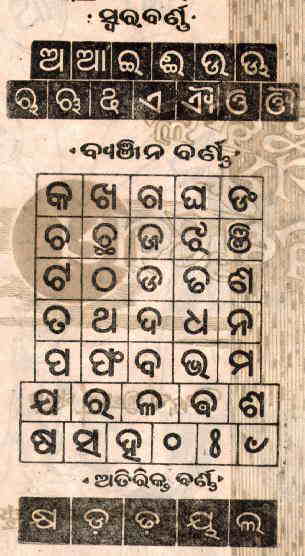 ସ୍ୱରବର୍ଣ୍ଣ
ଅ ଆ ଇ ଈ ଉ ଊ
ଋ ୠ ଌ ଏ ଐ ଓ ଔ
ବ୍ୟଞ୍ଜନ ବର୍ଣ୍ଣ
କ ଖ ଗ ଘ ଙ
ଚ ଛ ଜ ଝ ଞ
ଟ ଠ ଡ ଢ ଣ
ତ ଥ ଦ ଧ ନ
ପ ଫ ବ ଭ ମ
ଯ ର ଳ ୱ ଶ
ଷ ସ ହ ଂ ଃ ଁ
ଅତିରିକ୍ତ ବର୍ଣ୍ଣ
କ୍ଷ ଡ଼ ଢ଼ ୟ ଲ